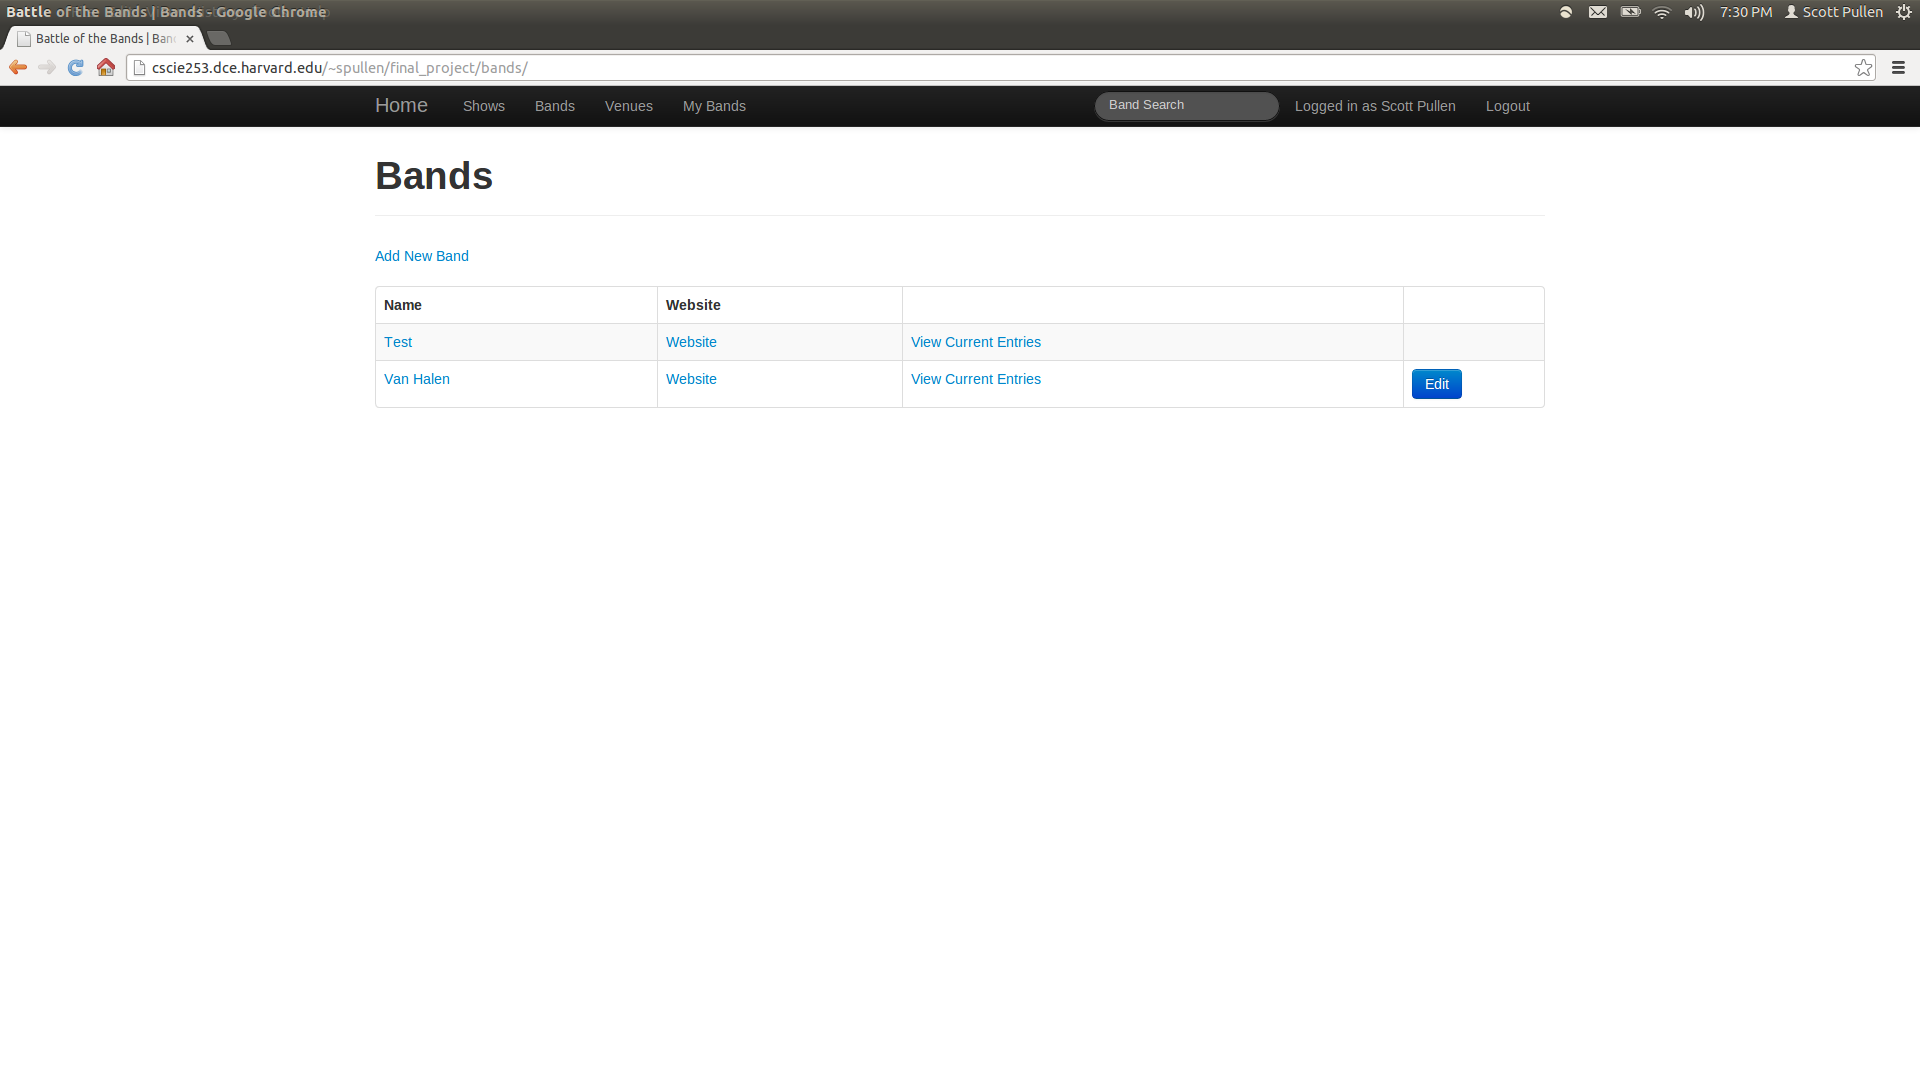 Battle of the Bands | Bands - Google Chrome
7:30 PM Scott Pullen
Battle of the Bands | Banc
cscie253.dce.harvard.edu/~spullen/final_project/bands/
Home Shows Bands Venues My Bands Band Search Logged in as Scott Pullen Logout
Bands
Add New Band
Name Website
Test Website View Current Entries
Van Halen Website View Current Entries Edit